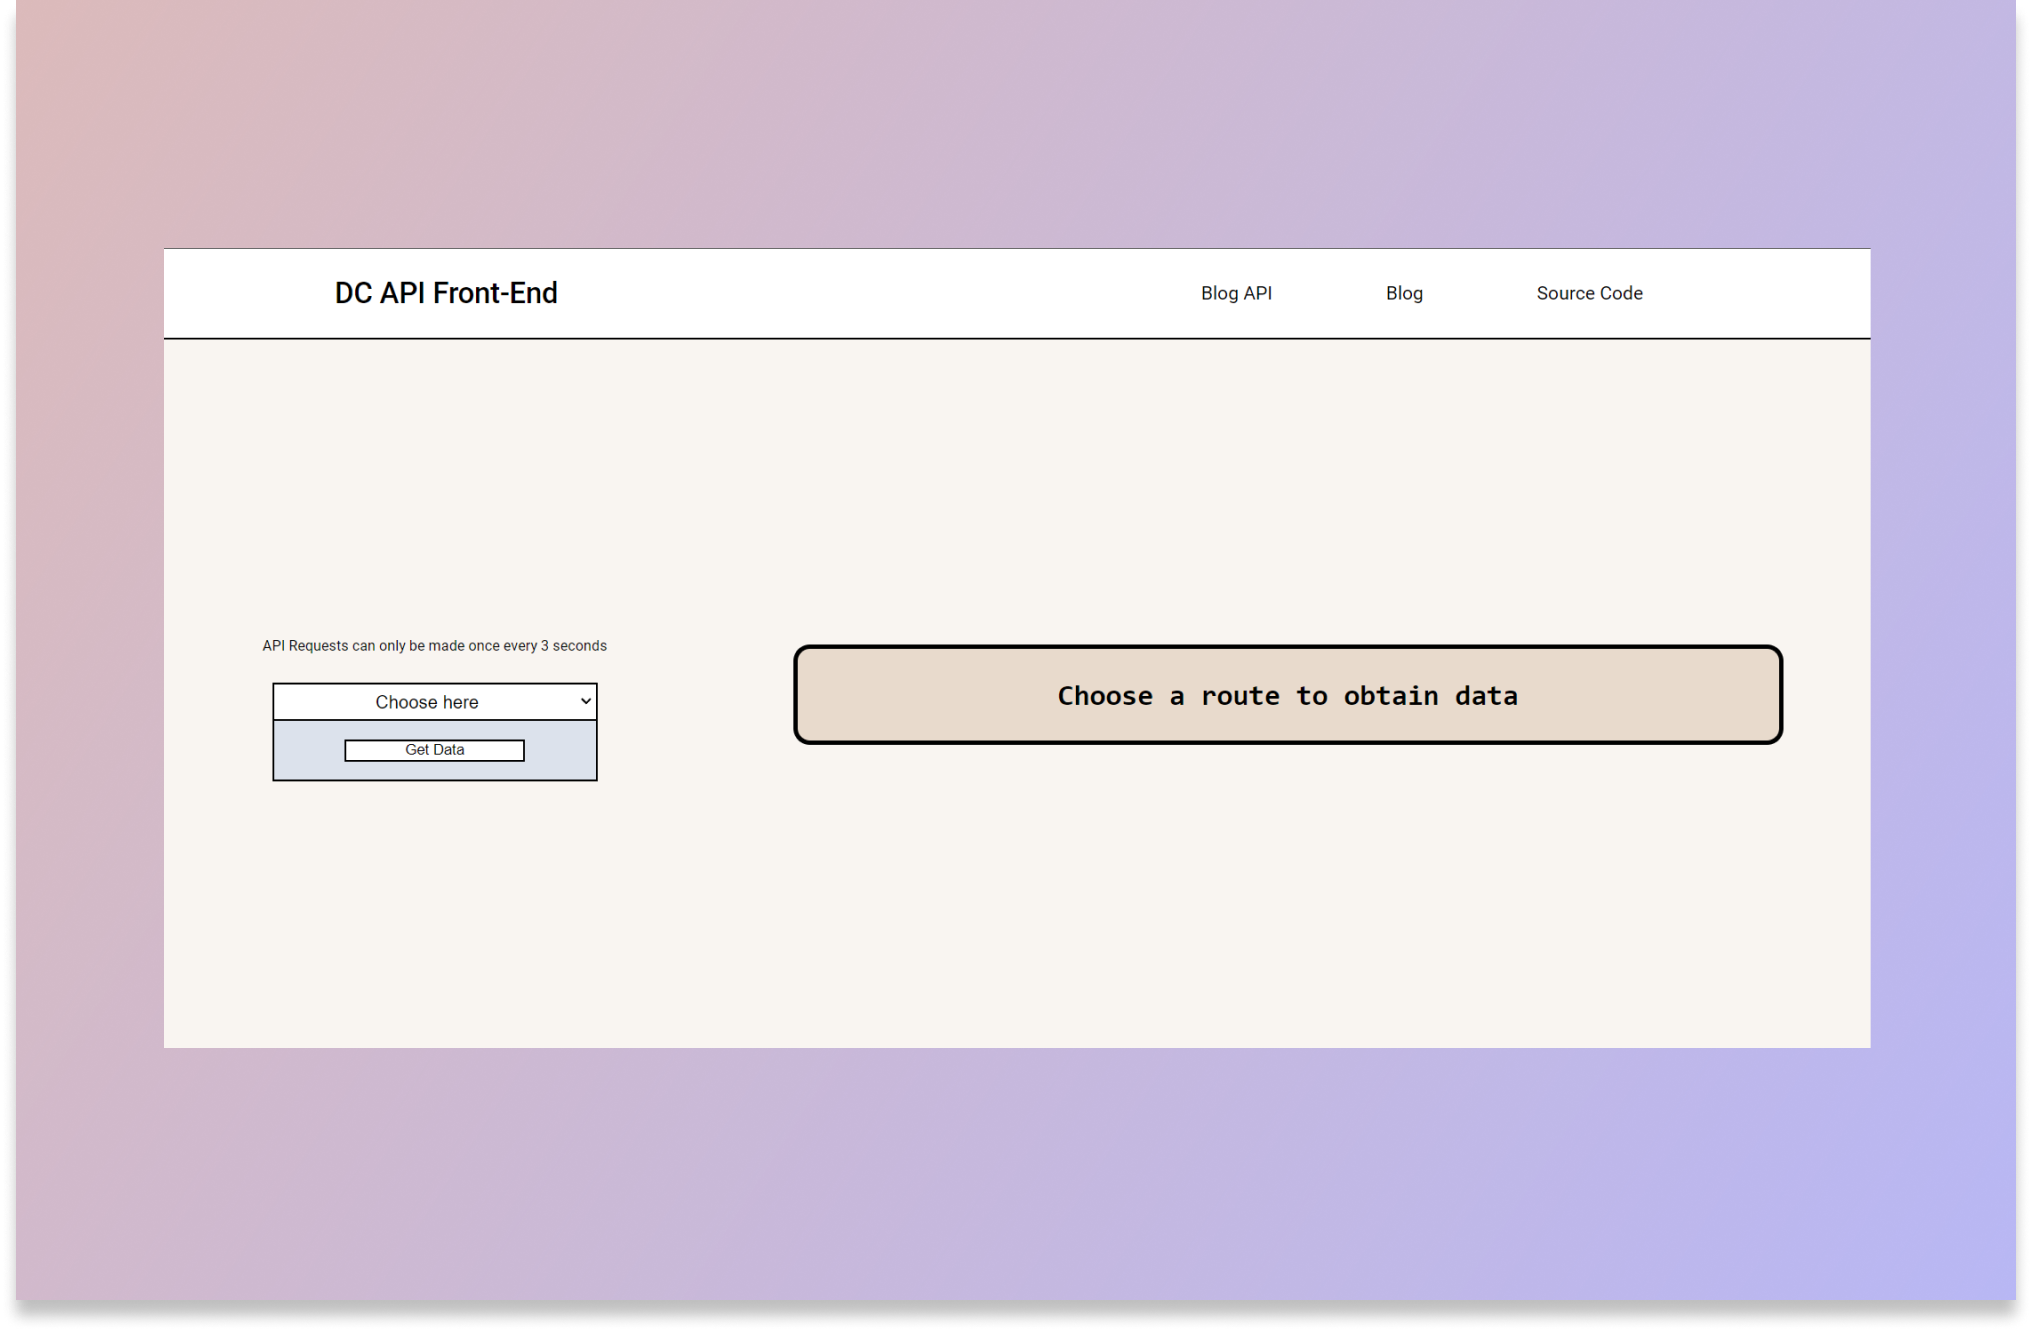 DC API Front-End
Blog API
Blog
Source Code
API Requests can only be made once every 3 seconds
Choose here
Get Data
Choose a route to obtain data